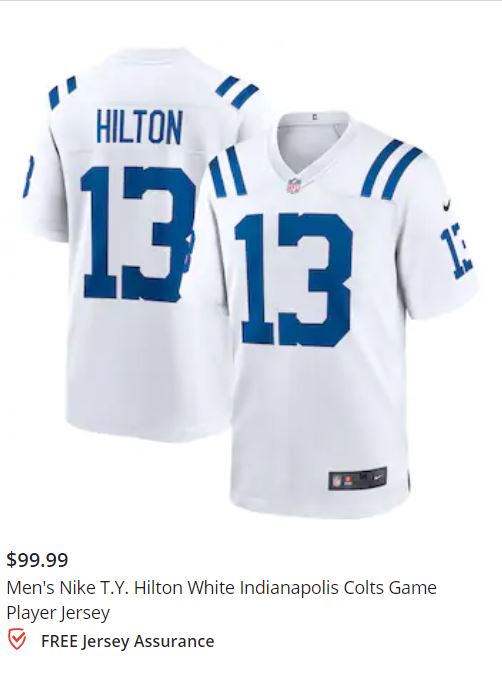 HILTON
13
13
13
$99.99
Men's Nike T.Y. Hilton White Indianapolis Colts Game
Player Jersey
FREE Jersey Assurance